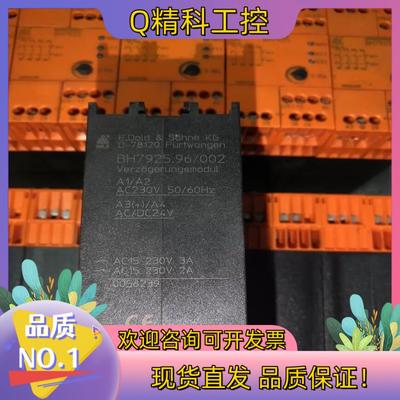 Q精科工控
E.Dold & Söhne KG
D-78120 Furtwangen
BH7925.96/002
Verzögerungsmodul
A1/A2
AC230V 50/60Hz
A3(+)/A4
AC/DC24V
AC15 230V 3A
AC15 230V 2A
0056239
CE
品质
NO.1
欢迎咨询可开发票
现货直发 品质保证!